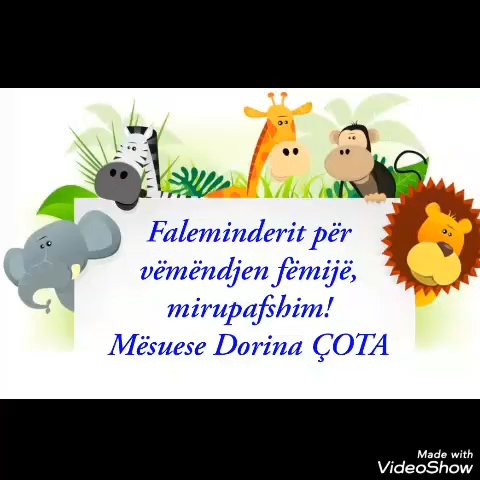 Faleminderit për
vëmëndjen fëmijë,
mirupafshim!
Mësuese Dorina ÇOTA
Made with
VideoShow